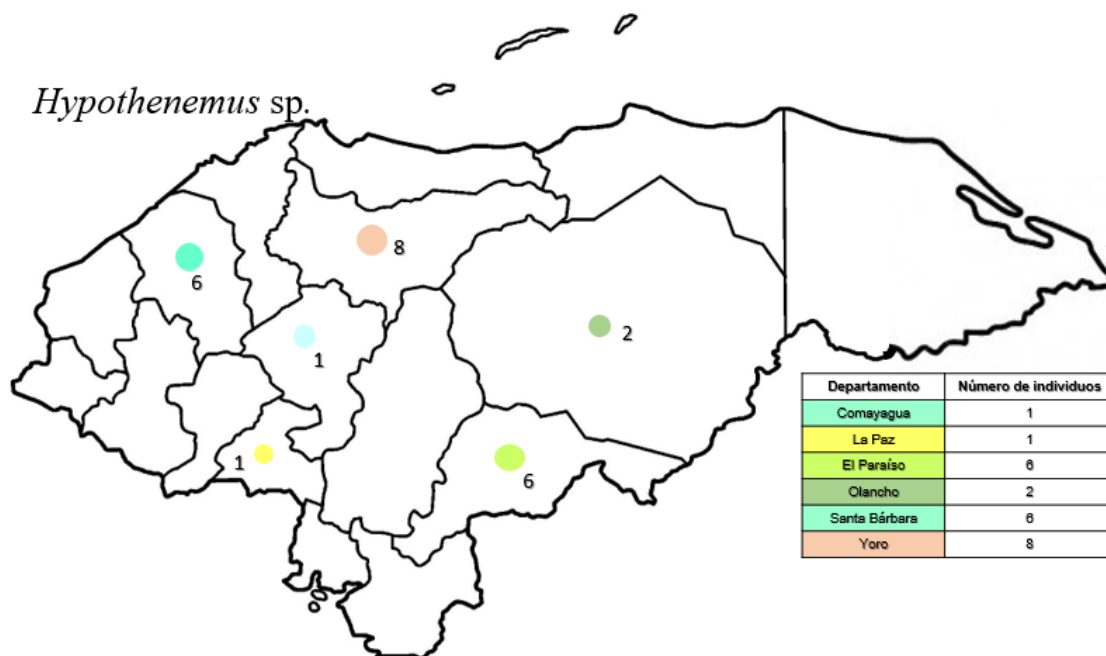 Hypothenemus sp.
8
6
1
2
1
6
Departamento Número de individuos
Comayagua 1
La Paz 1
El Paraíso 6
Olancho 2
Santa Bárbara 6
Yoro 8